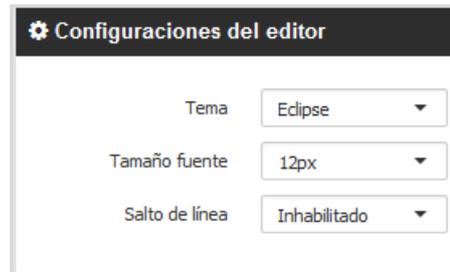 Configuraciones del editor
Tema Eclipse
Tamaño fuente 12px
Salto de línea Inhabilitado